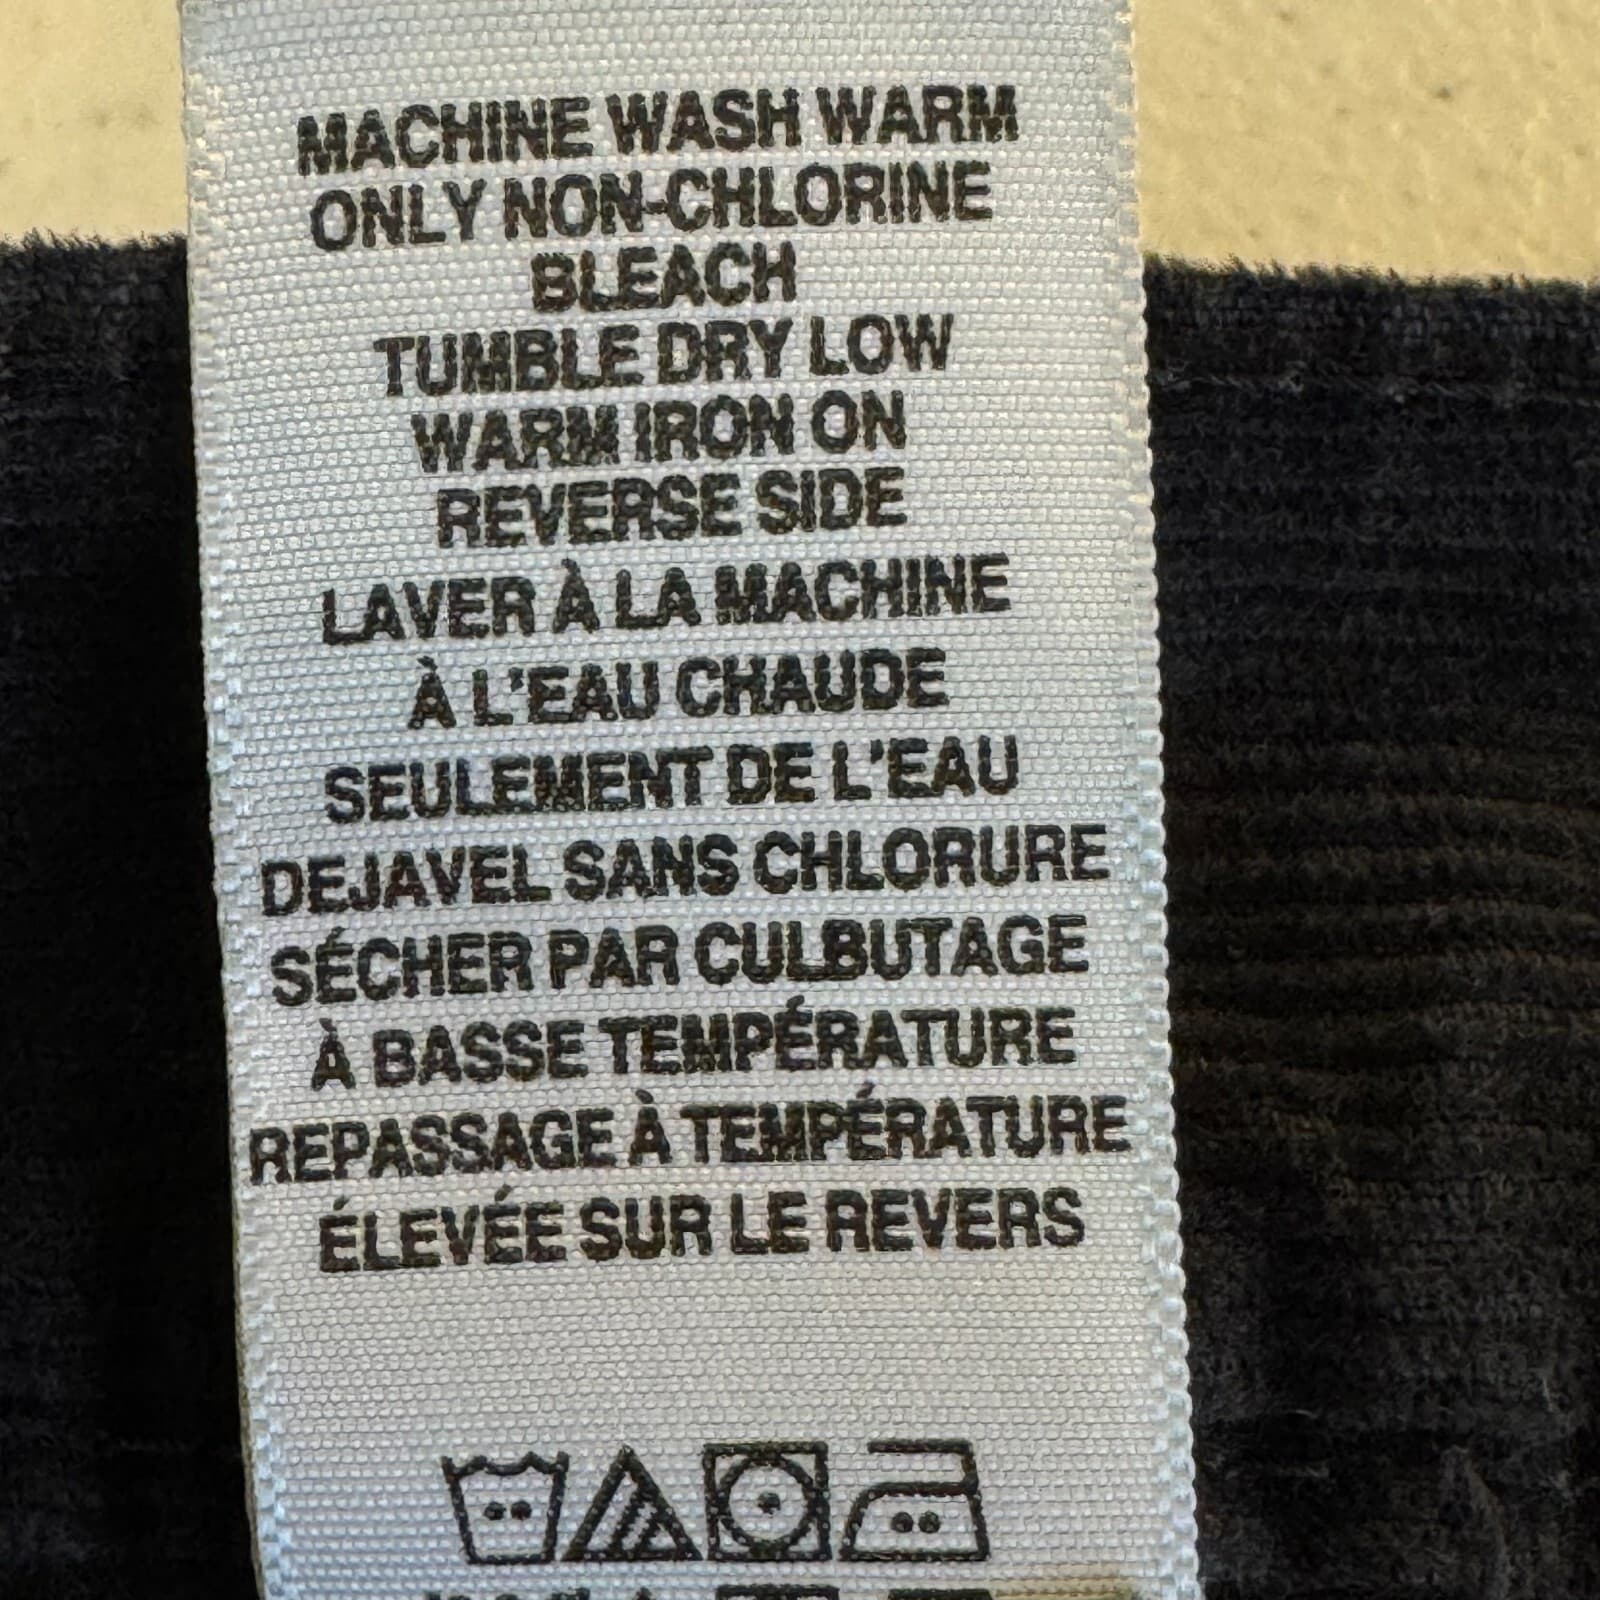 MACHINE WASH WARM
ONLY NON-CHLORINE
BLEACH
TUMBLE DRY LOW
WARM IRON ON
REVERSE SIDE
LAVER À LA MACHINE
À L'EAU CHAUDE
SEULEMENT DE L'EAU
DEJAVEL SANS CHLORURE
SÉCHER PAR CULBUTAGE
À BASSE TEMPÉRATURE
REPASSAGE À TEMPÉRATURE
ÉLEVÉE SUR LE REVERS